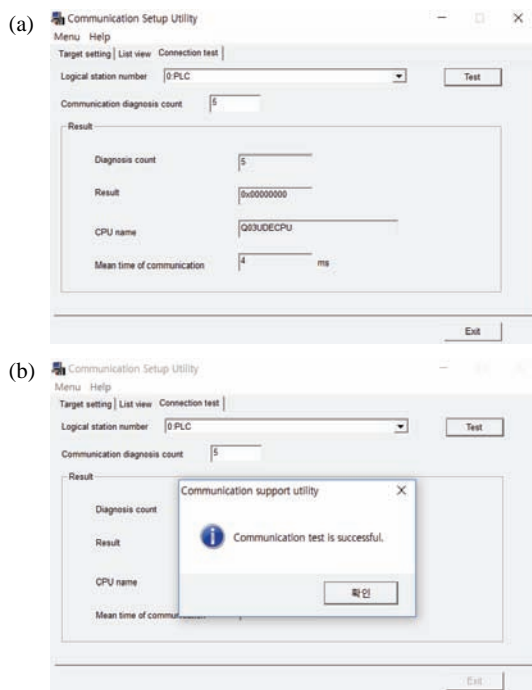 (a)
Communication Setup Utility
Menu Help
Target setting List view Connection test
Logical station number 0:PLC Test
Communication diagnosis count 5
Result
Diagnosis count 5
Result 0x00000000
CPU name Q03UDECPU
Mean time of communication 4 ms
Exit
(b)
Communication Setup Utility
Menu Help
Target setting List view Connection test
Logical station number 0:PLC Test
Communication diagnosis count 5
Result
Communication support utility
Diagnosis count
Communication test is successful.
Result
CPU name
확인
Mean time of
Exit